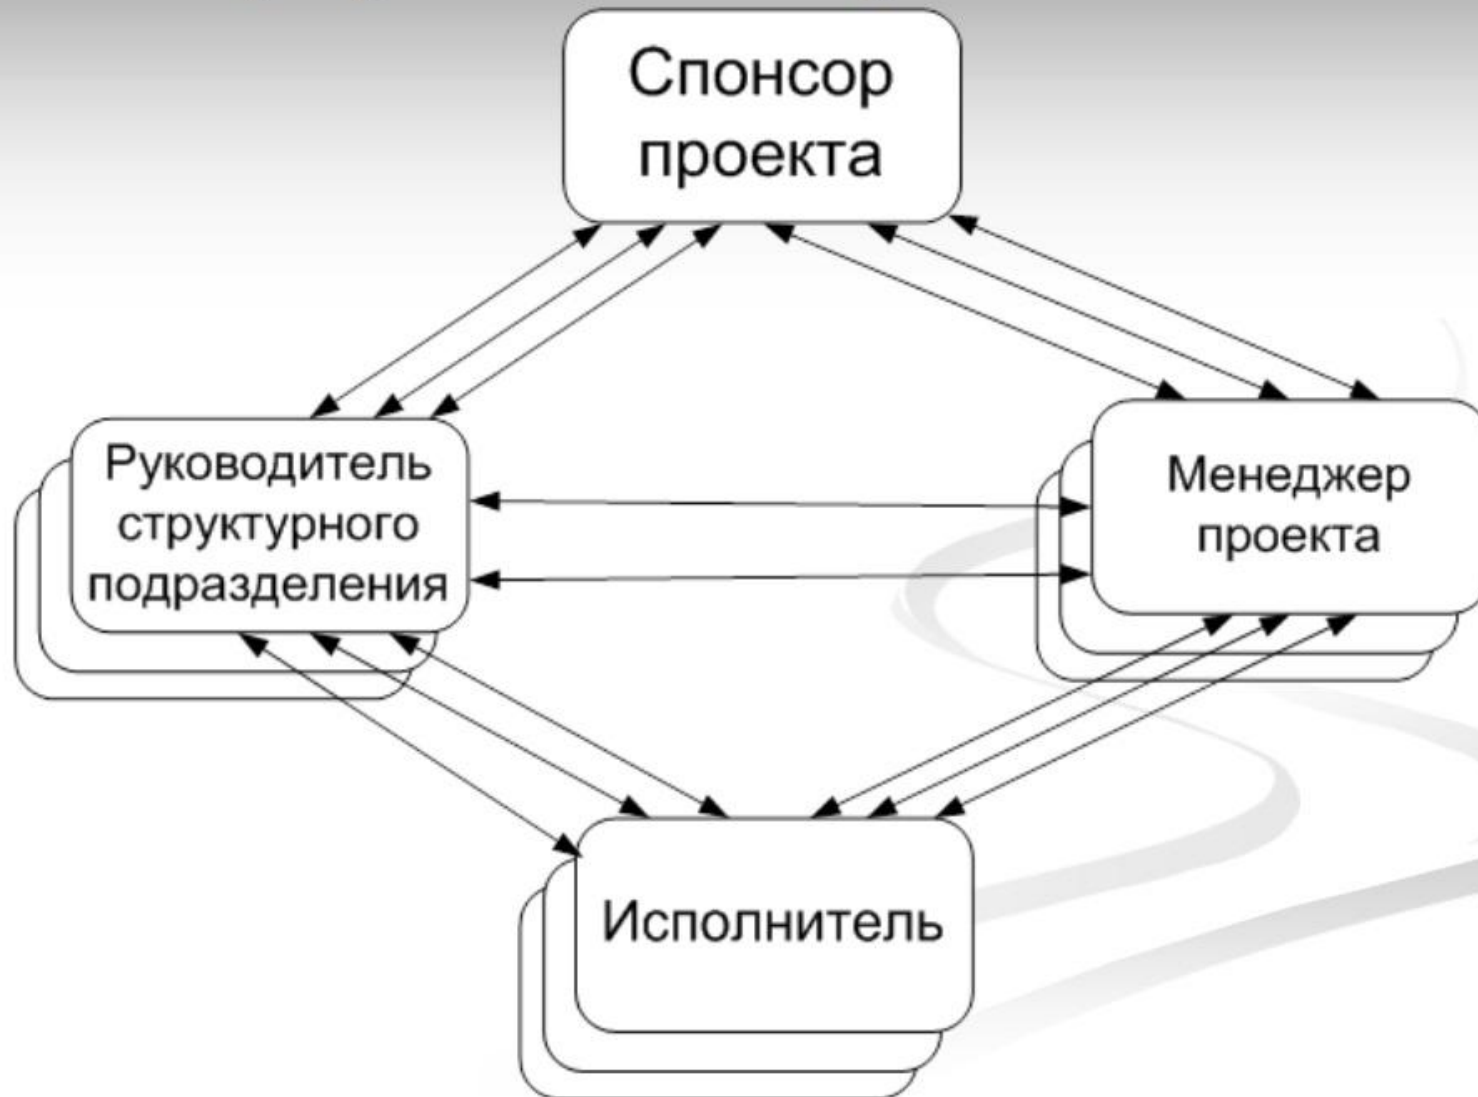 Спонсор
проекта
Руководитель
структурного
подразделения
Менеджер
проекта
Исполнитель